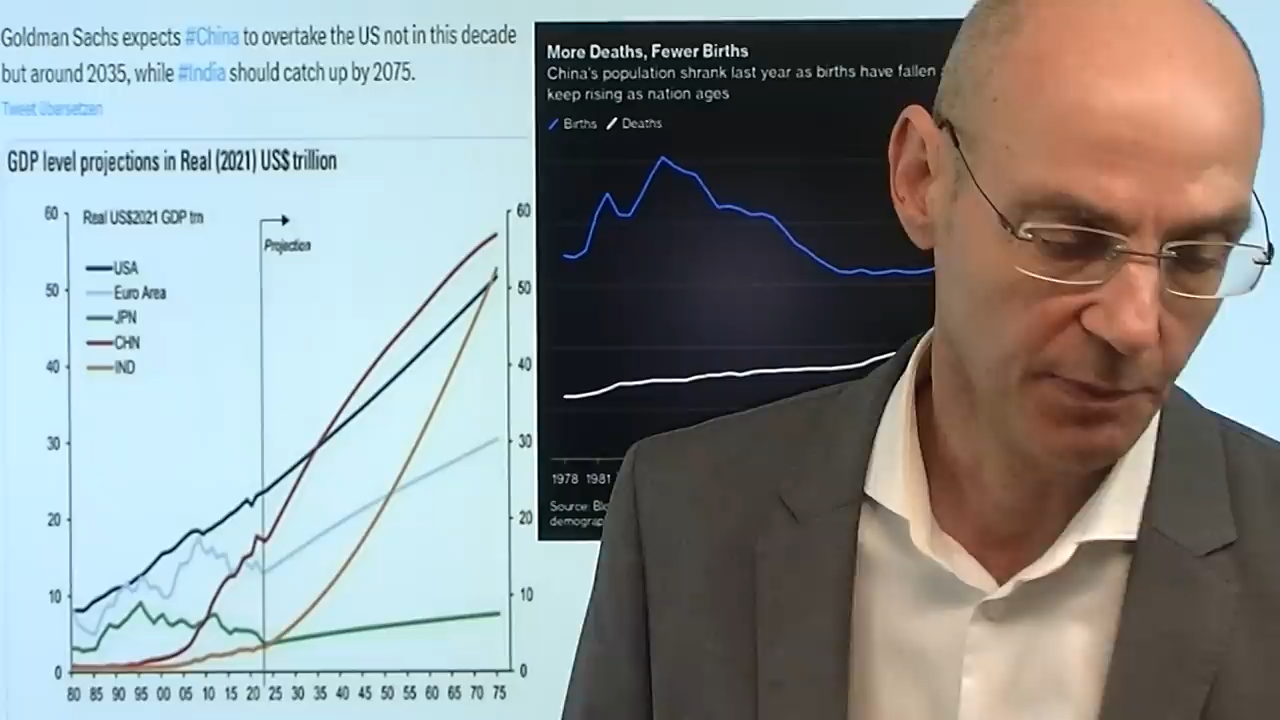 Goldman Sachs expects #China to overtake the US not in this decade
but around 2035, while #India should catch up by 2075.
Tweet übersetzen
GDP level projections in Real (2021) US$ trillion
Real US$2021 GDP trn
Projection
USA
Euro Area
JPN
CHN
IND
60
50
40
30
20
10
0
60
50
40
30
20
10
0
80 85 90 95 00 05 10 15 20 25 30 35 40 45 50 55 60 65 70 75
More Deaths, Fewer Births
China's population shrank last year as births have fallen
keep rising as nation ages
Births Deaths
1978 1981
Source: